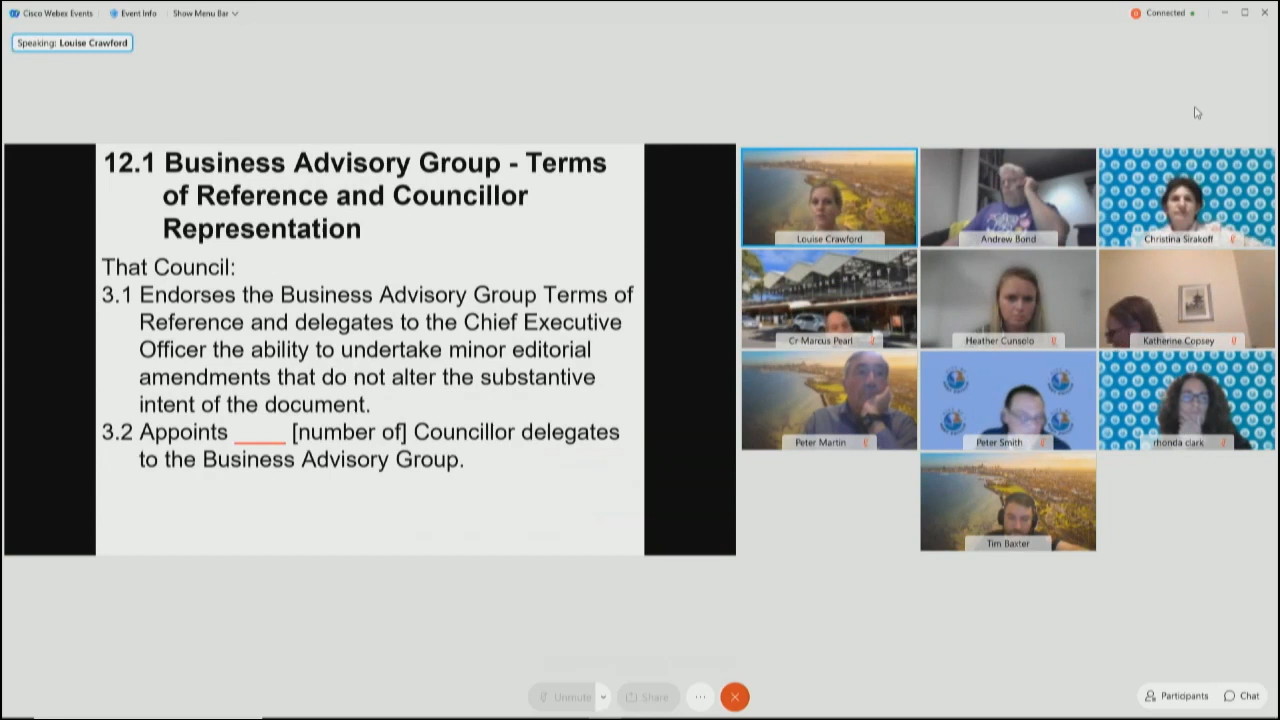 Cisco Webex Events
Event Info
Show Menu Bar
Connected
Speaking: Louise Crawford
12.1 Business Advisory Group - Terms
of Reference and Councillor
Representation
That Council:
3.1 Endorses the Business Advisory Group Terms of
Reference and delegates to the Chief Executive
Officer the ability to undertake minor editorial
amendments that do not alter the substantive
intent of the document.
3.2 Appoints ____ [number of] Councillor delegates
to the Business Advisory Group.
Louise Crawford
Andrew Bond
Christina Sirakoff
Cr Marcus Pearl
Heather Cunsolo
Katherine Copsey
Peter Martin
Peter Smith
rhonda clark
Tim Baxter
Unmute
Share
Participants
Chat